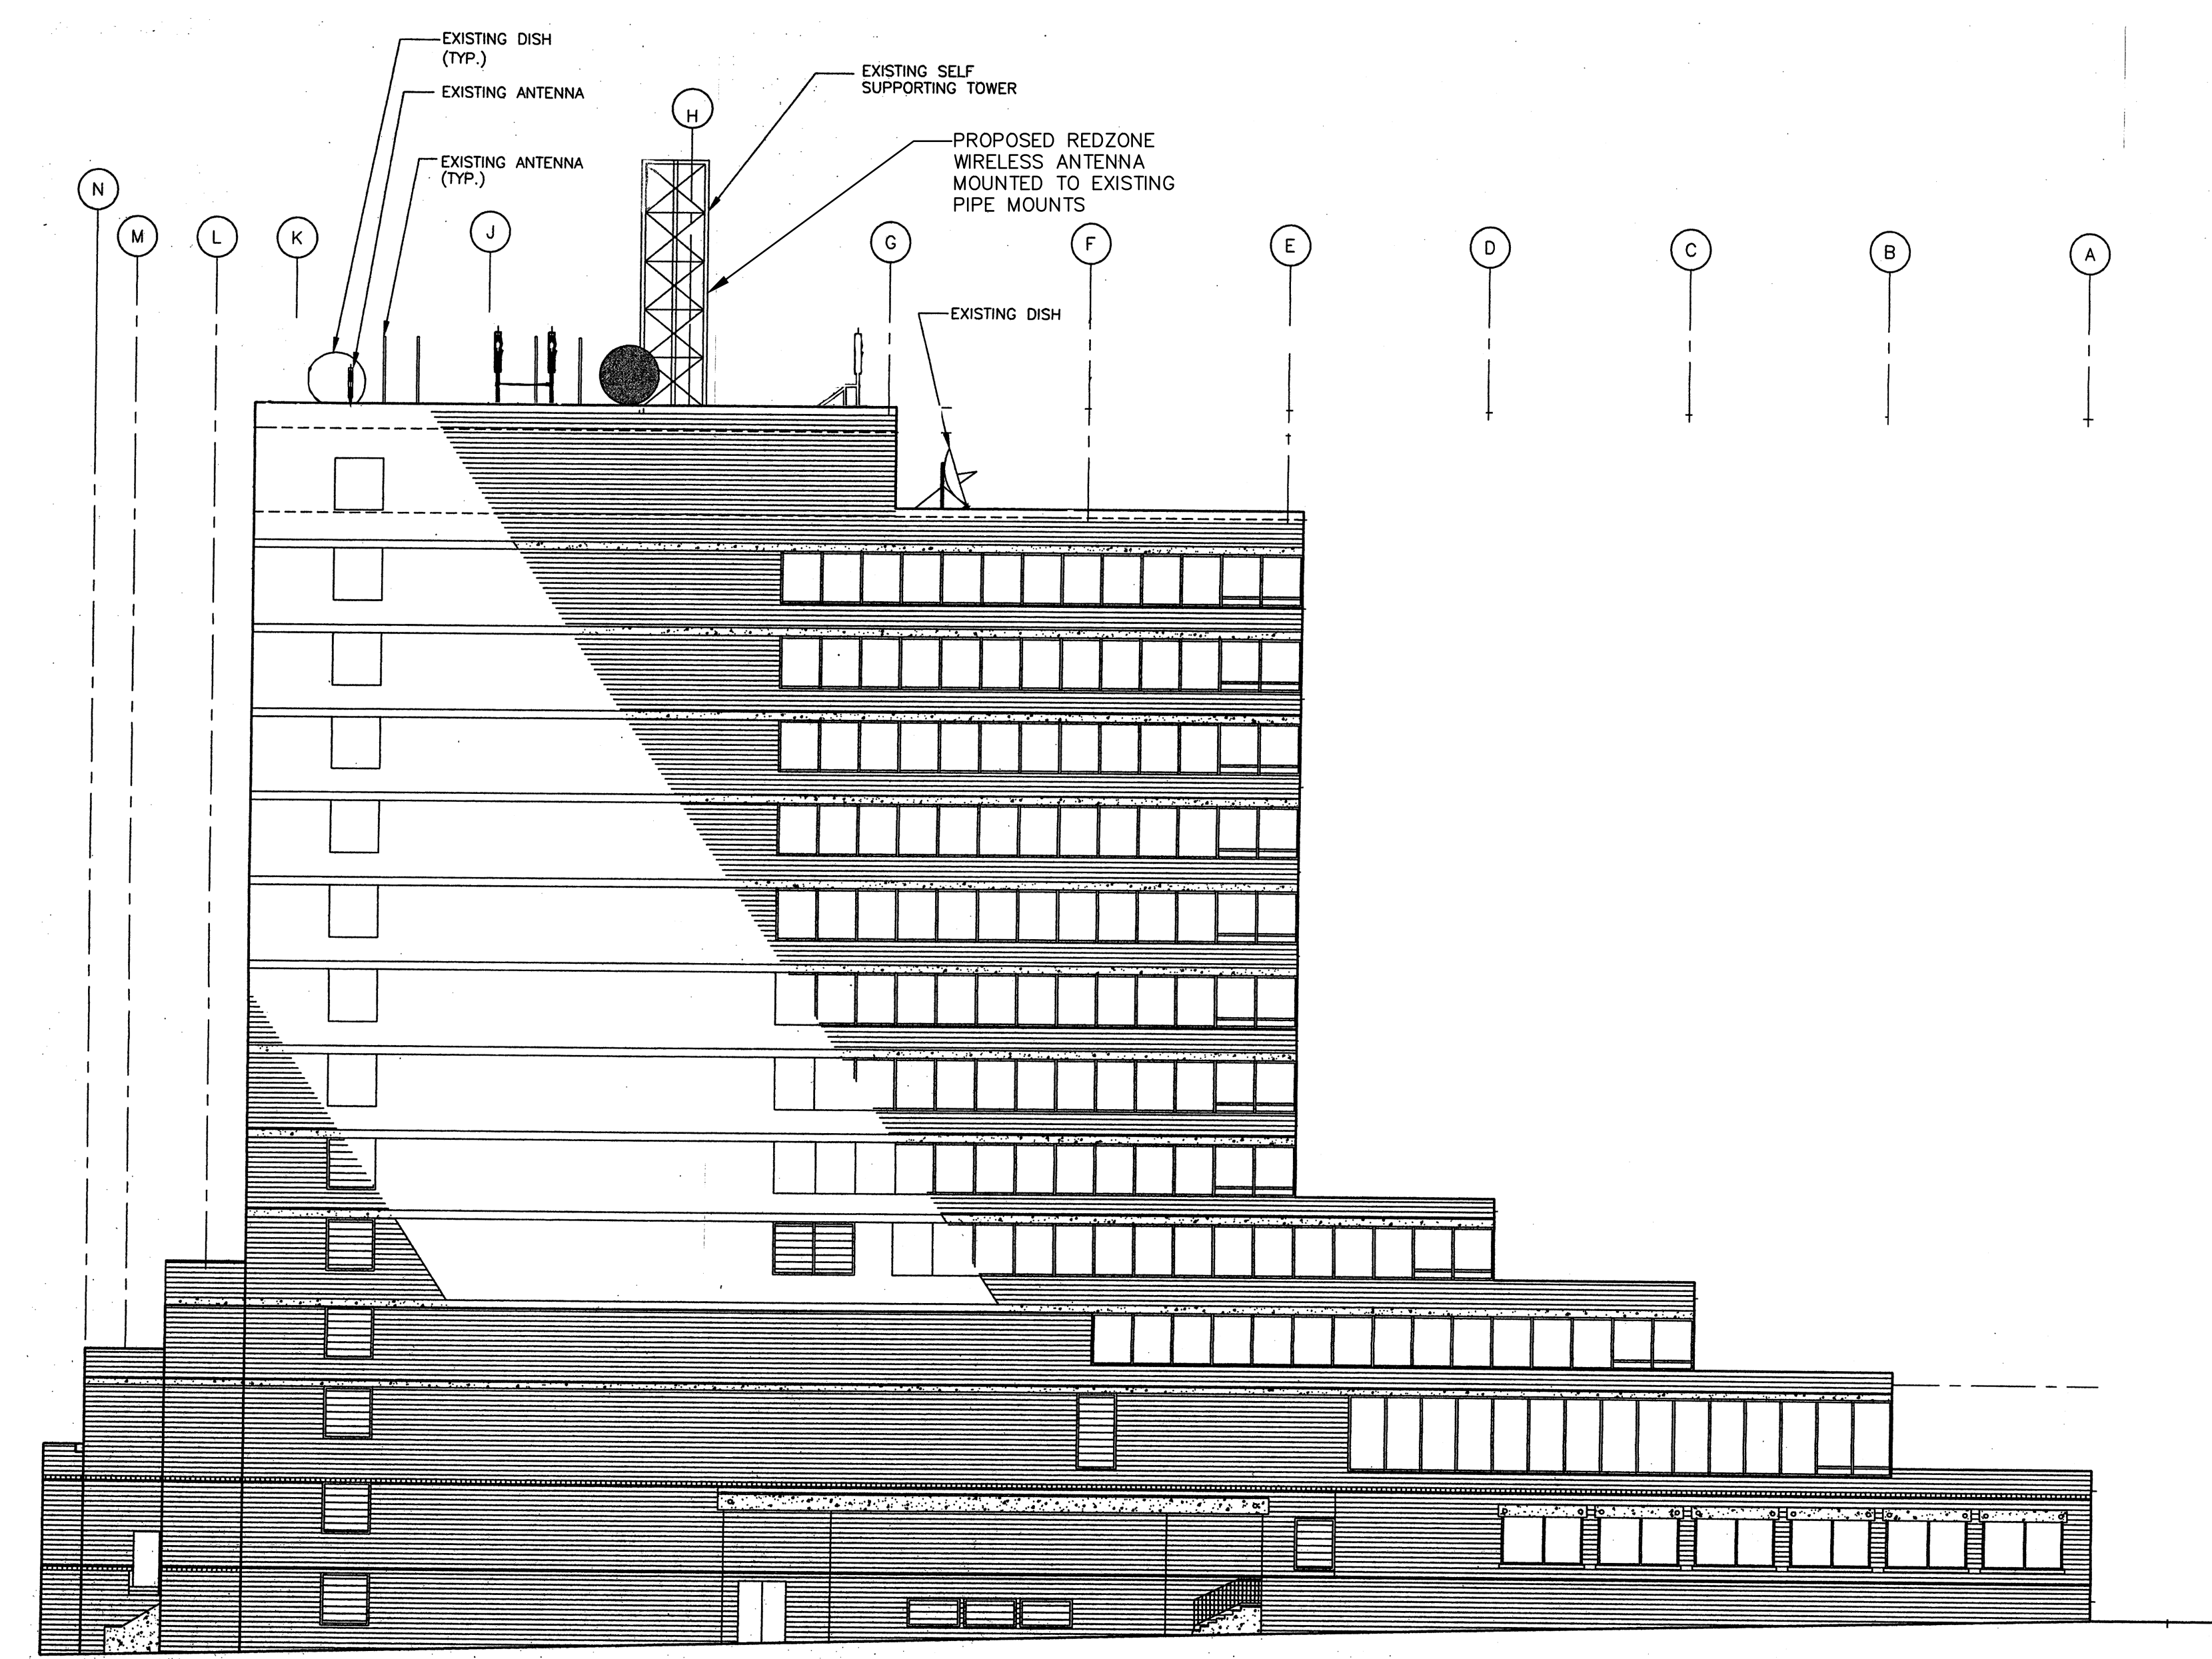 EXISTING DISH
(TYP.)
EXISTING ANTENNA
EXISTING ANTENNA
(TYP.)
EXISTING SELF
SUPPORTING TOWER
PROPOSED REDZONE
WIRELESS ANTENNA
MOUNTED TO EXISTING
PIPE MOUNTS
EXISTING DISH
N
M
L
K
J
H
G
F
E
D
C
B
A